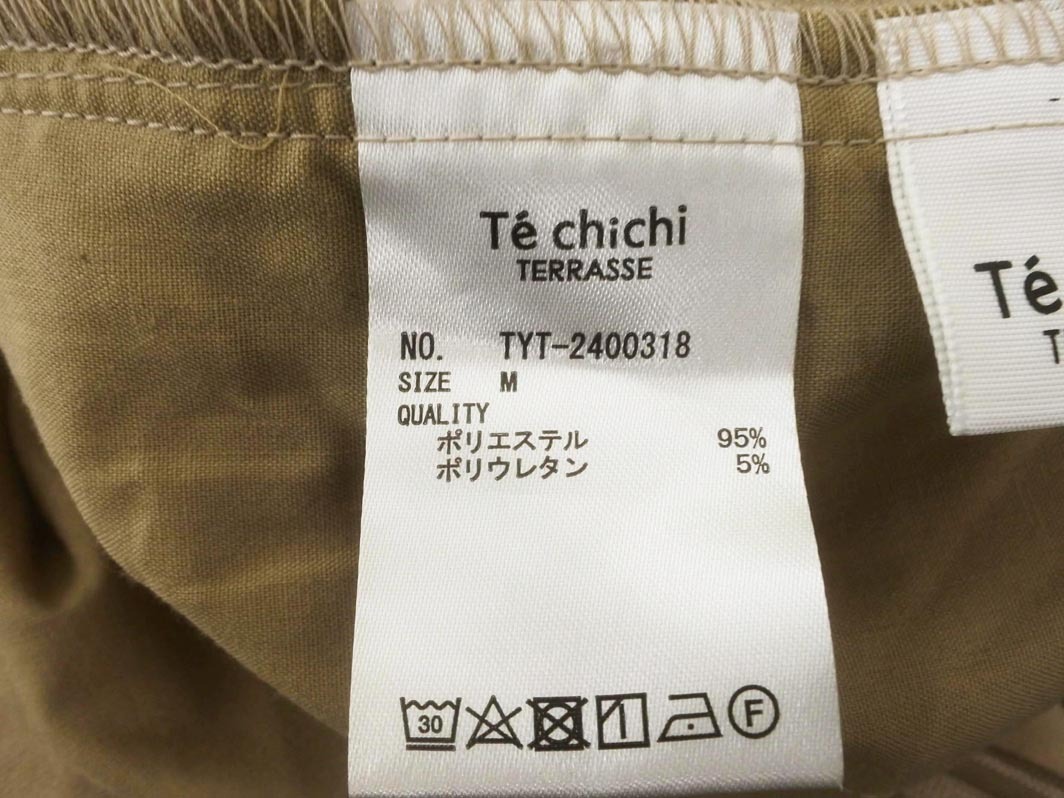 Té chichi
TERRASSE
NO. TYT-2400318
SIZE M
QUALITY
ポリエステル 95%
ポリウレタン 5%
30
F
Té
T